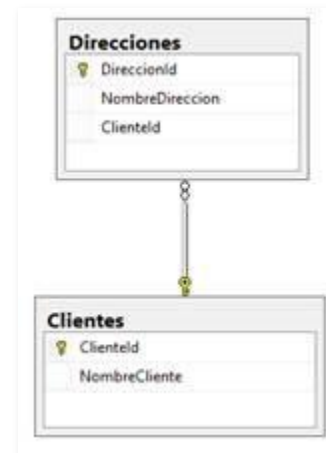 Direcciones
DireccionId
NombreDireccion
ClienteId
Clientes
ClienteId
NombreCliente